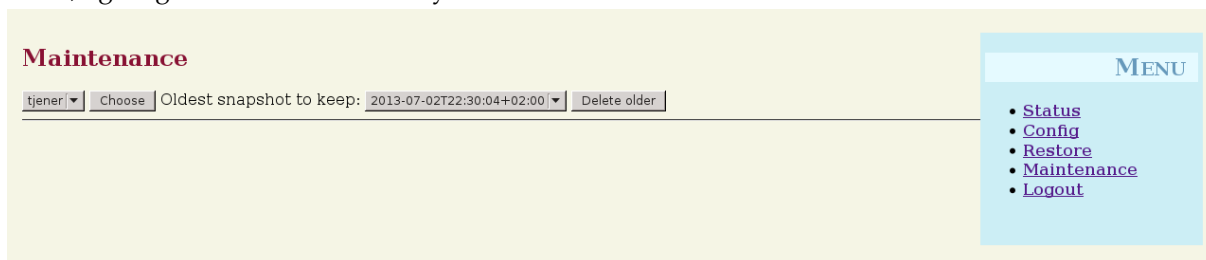 Maintenance
tjener Choose Oldest snapshot to keep: 2013-07-02T22:30:04+02:00 Delete older
MENU
Status
Config
Restore
Maintenance
Logout